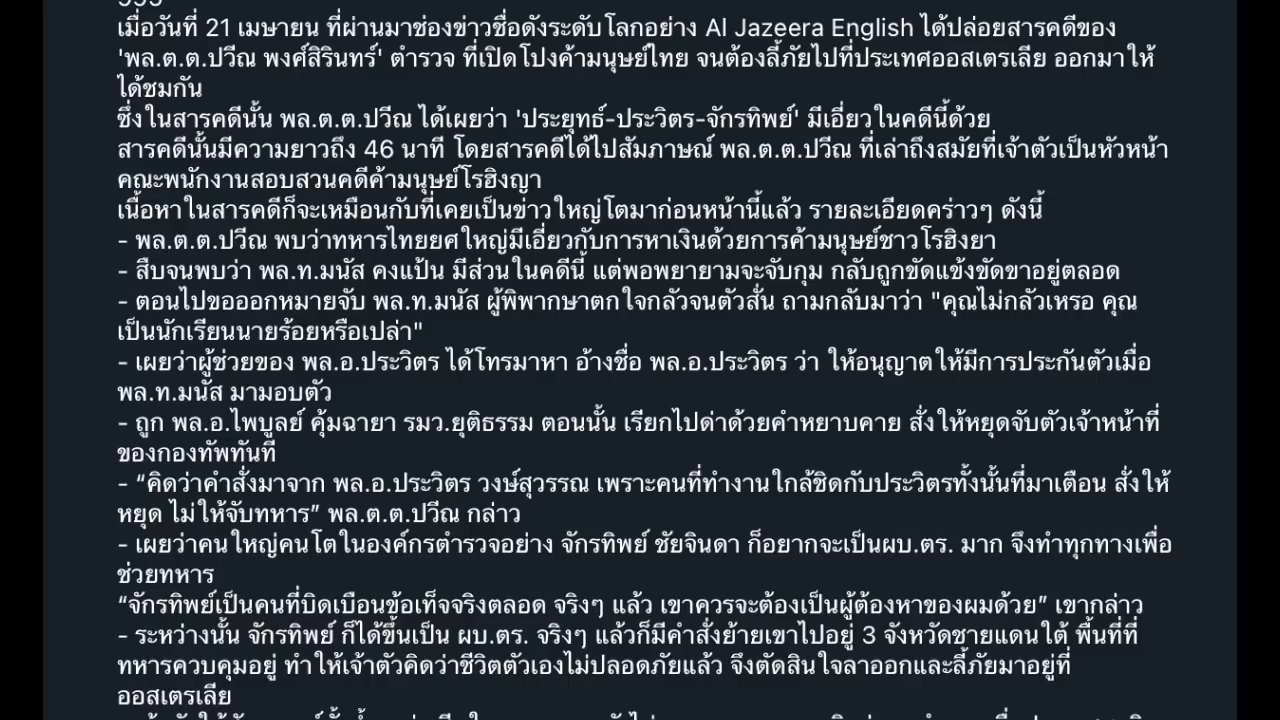 เมื่อวันที่ 21 เมษายน ที่ผ่านมาช่องข่าวชื่อดังระดับโลกอย่าง Al Jazeera English ได้ปล่อยสารคดีของ
'พล.ต.ต.ปวีณ พงศ์สิรินทร์' ตำรวจ ที่เปิดโปงค้ามนุษย์ไทย จนต้องลี้ภัยไปที่ประเทศออสเตรเลีย ออกมาให้
ได้ชมกัน
ซึ่งในสารคดีนั้น พล.ต.ต.ปวีณ ได้เผยว่า 'ประยุทธ์-ประวิตร-จักรทิพย์' มีเอี่ยวในคดีนี้ด้วย
สารคดีนั้นมีความยาวถึง 46 นาที โดยสารคดีได้ไปสัมภาษณ์ พล.ต.ต.ปวีณ ที่เล่าถึงสมัยที่เจ้าตัวเป็นหัวหน้า
คณะพนักงานสอบสวนคดีค้ามนุษย์โรฮิงญา
เนื้อหาในสารคดีก็จะเหมือนกับที่เคยเป็นข่าวใหญ่โตมาก่อนหน้านี้แล้ว รายละเอียดคร่าวๆ ดังนี้
- พล.ต.ต.ปวีณ พบว่าทหารไทยยศใหญ่มีเอี่ยวกับการหาเงินด้วยการค้ามนุษย์ชาวโรฮิงยา
- สืบจนพบว่า พล.ท.มนัส คงแป้น มีส่วนในคดีนี้ แต่พอพยายามจะจับกุม กลับถูกขัดแข้งขัดขาอยู่ตลอด
- ตอนไปขอออกหมายจับ พล.ท.มนัส ผู้พิพากษาตกใจกลัวจนตัวสั่น ถามกลับมาว่า "คุณไม่กลัวเหรอ คุณ
เป็นนักเรียนนายร้อยหรือเปล่า"
- เผยว่าผู้ช่วยของ พล.อ.ประวิตร ได้โทรมาหา อ้างชื่อ พล.อ.ประวิตร ว่า ให้อนุญาตให้มีการประกันตัวเมื่อ
พล.ท.มนัส มามอบตัว
- ถูก พล.อ.ไพบูลย์ คุ้มฉายา รมว.ยุติธรรม ตอนนั้น เรียกไปด่าด้วยคำหยาบคาย สั่งให้หยุดจับตัวเจ้าหน้าที่
ของกองทัพทันที
- “คิดว่าคำสั่งมาจาก พล.อ.ประวิตร วงษ์สุวรรณ เพราะคนที่ทำงานใกล้ชิดกับประวิตรทั้งนั้นที่มาเตือน สั่งให้
หยุด ไม่ให้จับทหาร” พล.ต.ต.ปวีณ กล่าว
- เผยว่าคนใหญ่คนโตในองค์กรตำรวจอย่าง จักรทิพย์ ชัยจินดา ก็อยากจะเป็นผบ.ตร. มาก จึงทำทุกทางเพื่อ
ช่วยทหาร
“จักรทิพย์เป็นคนที่บิดเบือนข้อเท็จจริงตลอด จริงๆ แล้ว เขาควรจะต้องเป็นผู้ต้องหาของผมด้วย” เขากล่าว
- ระหว่างนั้น จักรทิพย์ ก็ได้ขึ้นเป็น ผบ.ตร. จริงๆ แล้วก็มีคำสั่งย้ายเขาไปอยู่ 3 จังหวัดชายแดนใต้ พื้นที่ที่
ทหารควบคุมอยู่ ทำให้เจ้าตัวคิดว่าชีวิตตัวเองไม่ปลอดภัยแล้ว จึงตัดสินใจลาออกและลี้ภัยมาอยู่ที่
ออสเตรเลีย